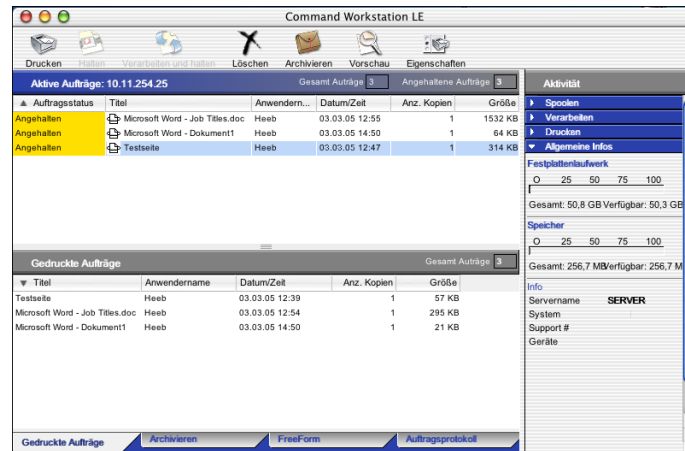 Command Workstation LE
Drucken Halten Verarbeiten und halten Löschen Archivieren Vorschau Eigenschaften
Aktive Aufträge: 10.11.254.25 Gesamt Auträge 3 Angehaltene Aufträge 3
Auftragsstatus Titel Anwendern... Datum/Zeit Anz. Kopien Größe
Angehalten Microsoft Word - Job Titles.doc Heeb 03.03.05 12:55 1 1532 KB
Angehalten Microsoft Word - Dokument1 Heeb 03.03.05 14:50 1 64 KB
Angehalten Testseite Heeb 03.03.05 12:47 1 314 KB
Gedruckte Aufträge Gesamt Auträge 3
Titel Anwendername Datum/Zeit Anz. Kopien Größe
Testseite Heeb 03.03.05 12:39 1 57 KB
Microsoft Word - Job Titles.doc Heeb 03.03.05 12:54 1 295 KB
Microsoft Word - Dokument1 Heeb 03.03.05 14:50 1 21 KB
Gedruckte Aufträge Archivieren FreeForm Auftragsprotokoll
Aktivität
Spoolen
Verarbeiten
Drucken
Allgemeine Infos
Festplattenlaufwerk
0 25 50 75 100
Gesamt: 50,8 GB Verfügbar: 50,3 GB
Speicher
0 25 50 75 100
Gesamt: 256,7 MB Verfügbar: 256,7 M
Info
Servername SERVER
System
Support #
Geräte